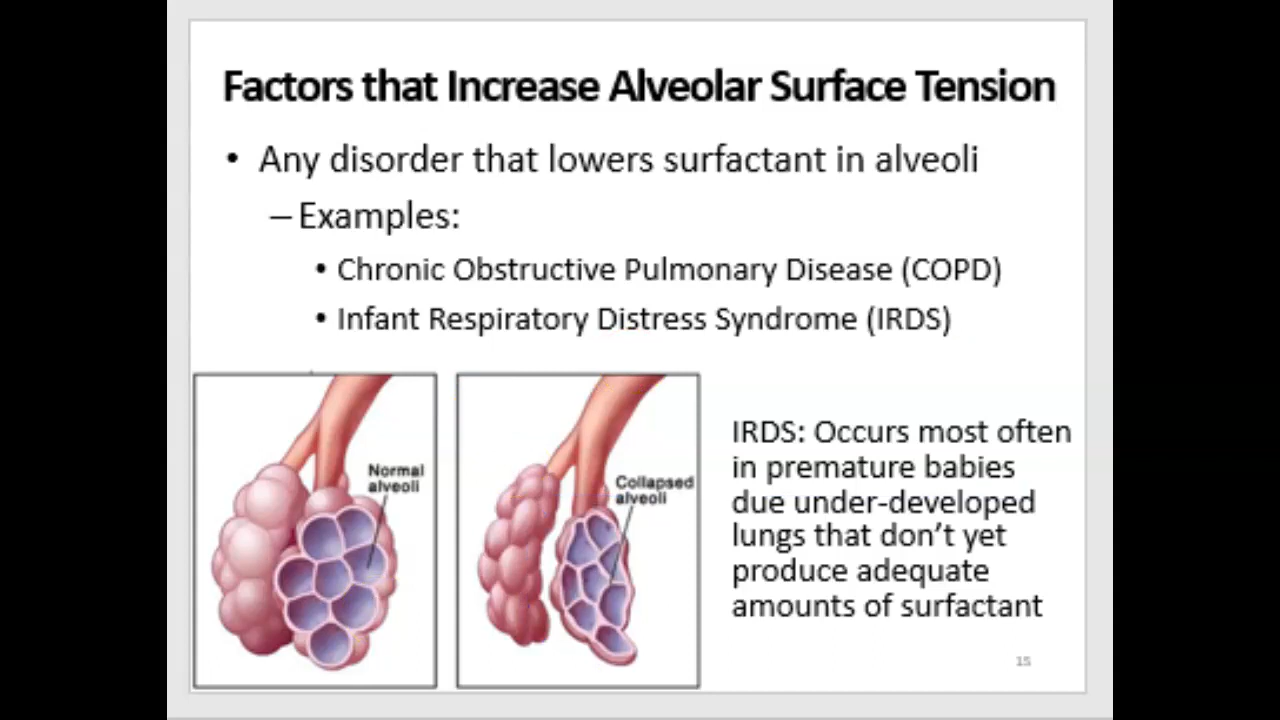 Factors that Increase Alveolar Surface Tension
• Any disorder that lowers surfactant in alveoli
– Examples:
• Chronic Obstructive Pulmonary Disease (COPD)
• Infant Respiratory Distress Syndrome (IRDS)
Normal
alveoli
Collapsed
alveoli
IRDS: Occurs most often
in premature babies
due under-developed
lungs that don’t yet
produce adequate
amounts of surfactant
15